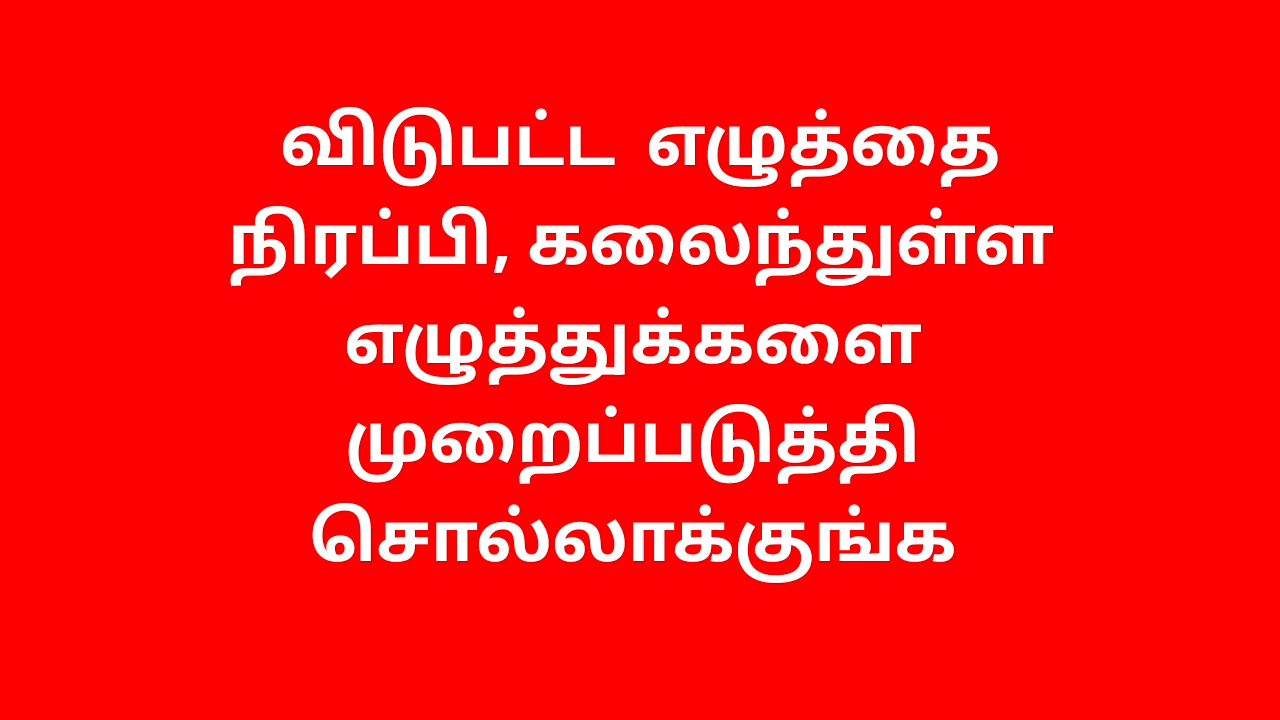 விடுபட்ட எழுத்தை
நிரப்பி, கலைந்துள்ள
எழுத்துக்களை
முறைப்படுத்தி
சொல்லாக்குங்க